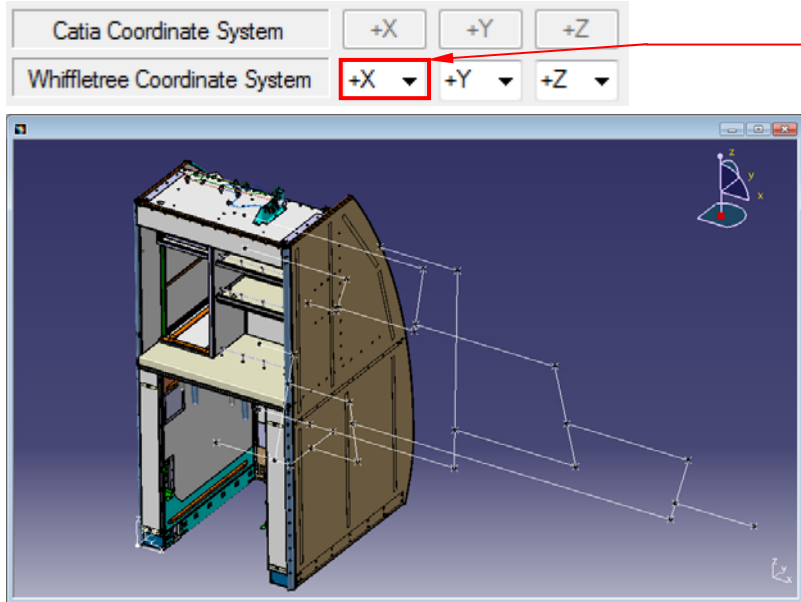 Catia Coordinate System +X +Y +Z
Whiffletree Coordinate System +X +Y +Z
z
y
x
z
y
x